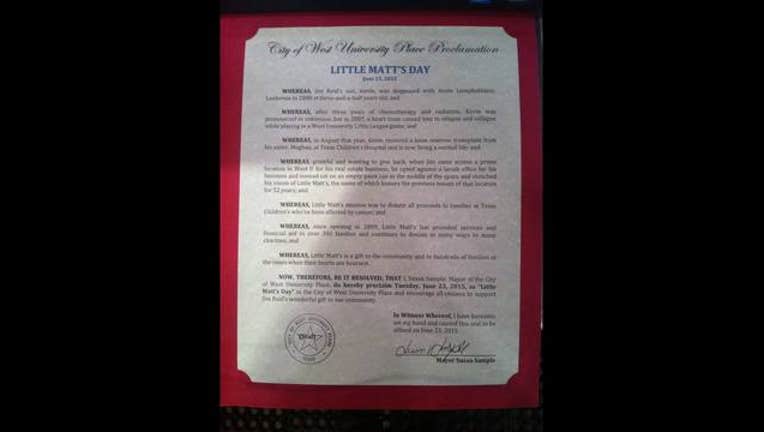 City of West University Place Proclamation
LITTLE MATT'S DAY
June 23, 2015
WHEREAS, Jim Reid's son, Kevin, was diagnosed with Acute Lymphoblastic
Leukemia in 2000 at three-and-a-half years old; and
WHEREAS, after three years of chemotherapy and radiation, Kevin was
pronounced in remission, but in 2007, a heart issue caused him to relapse and collapse
while playing in a West University Little League game; and
WHEREAS, in August that year, Kevin received a bone marrow transplant from
his sister, Meghan, at Texas Children's Hospital and is now living a normal life; and
WHEREAS, grateful and wanting to give back, when Jim came across a prime
location in West U for his real estate business, he opted against a lavish office for his
business and instead sat on an empty paint can in the middle of the space and sketched
his vision of Little Matt's, the name of which honors the previous tenant of that location
for 32 years; and
WHEREAS, Little Matt's mission was to donate all proceeds to families at Texas
Children's who've been affected by cancer; and
WHEREAS, since opening in 2009, Little Matt's has provided services and
financial aid to over families and continues to donate in many ways to many
charities; and
WHEREAS, Little Matt's is a gift to the community and to hundreds of families at
the times when their hearts are heaviest.
NOW, THEREFORE, BE IT RESOLVED, THAT I, Susan Sample, Mayor of the City
of West University Place, do hereby proclaim Tuesday, June 23, 2015, as "Little
Matt's Day" in the City of West University Place and encourage all citizens to support
Jim Reid's wonderful gift to our community.
In Witness Whereof, I have hereunto
set my hand and caused this seal to be
affixed on June 23, 2015.
Mayor Susan Sample